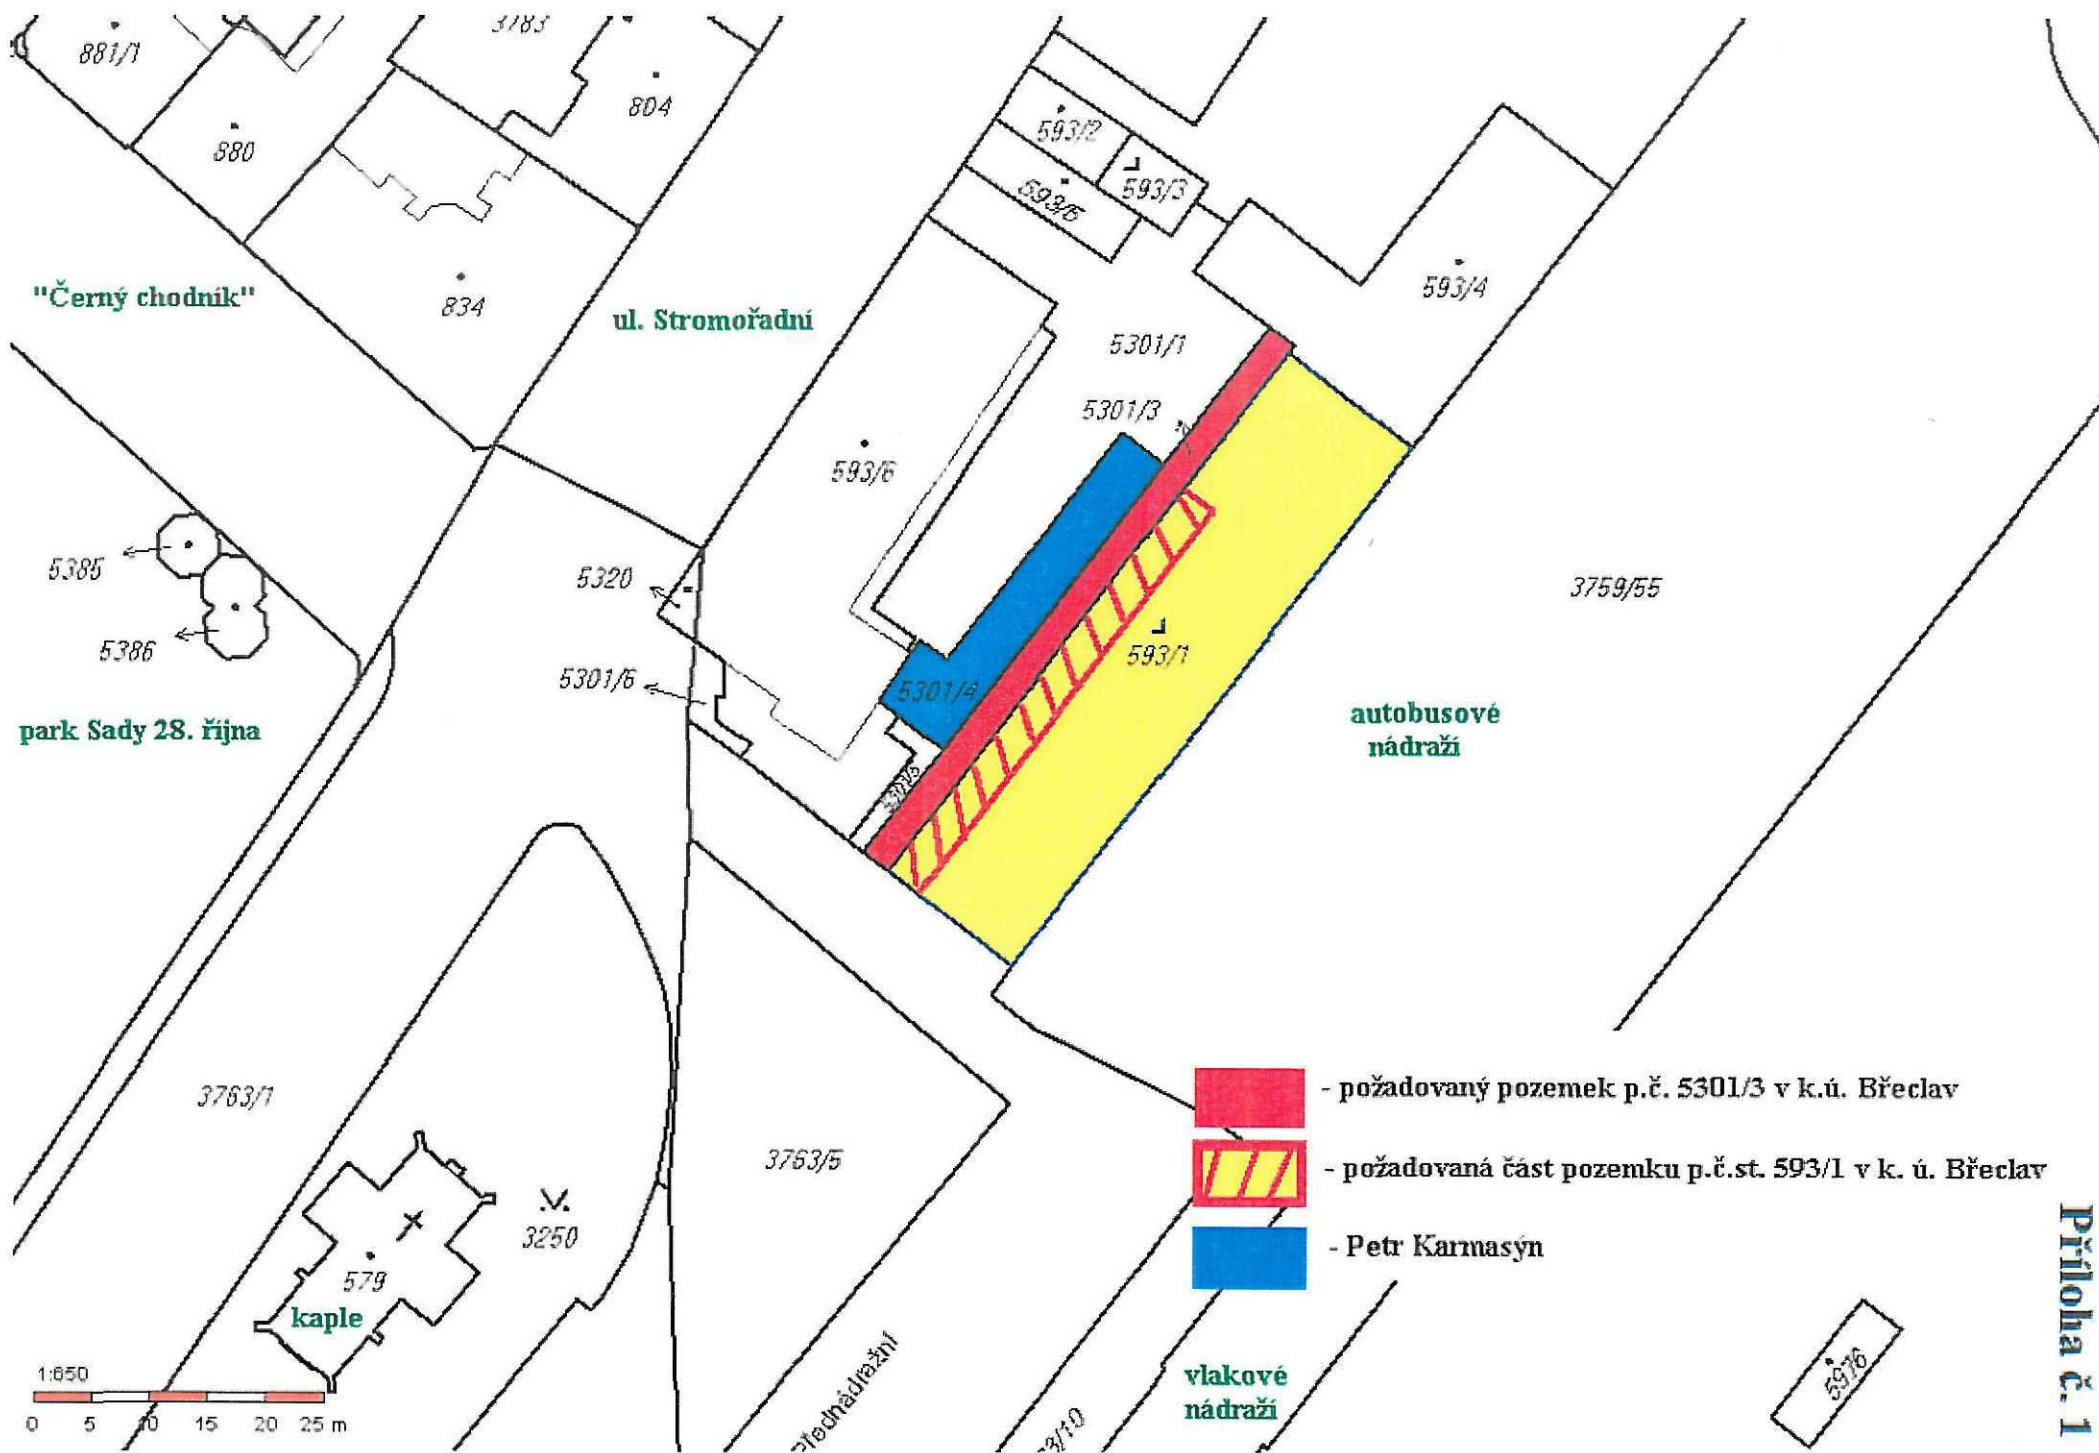 3783
881/1
804
880
593/2
593/3
593/4
834
"Černý chodník"
ul. Stromořadní
5301/1
5301/3
593/6
5385
5320
3759/55
5386
593/1
5301/6
5301/4
park Sady 28. října
autobusové
nádraží
3763/1
- požadovaný pozemek p.č. 5301/3 v k.ú. Břeclav
3763/5
- požadovaná část pozemku p.č.st. 593/1 v k. ú. Břeclav
3250
- Petr Karmasýn
579
kaple
Příloha č. 1
vlakové
nádraží
5976
1:650
0 5 10 15 20 25 m
3/10